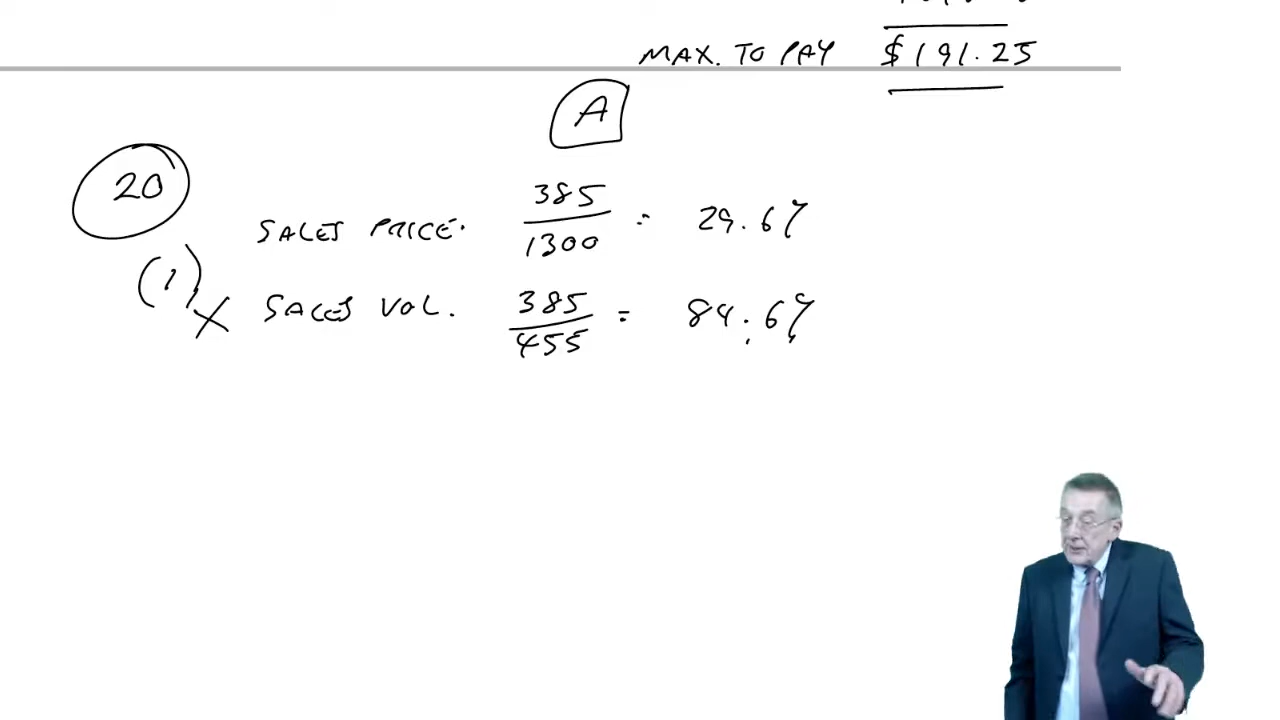 MAX. TO PAY $191.25
A
20
SALES PRICE. 385/1300 = 29.6%
(1) X SALES VOL. 385/455 = 84.6%